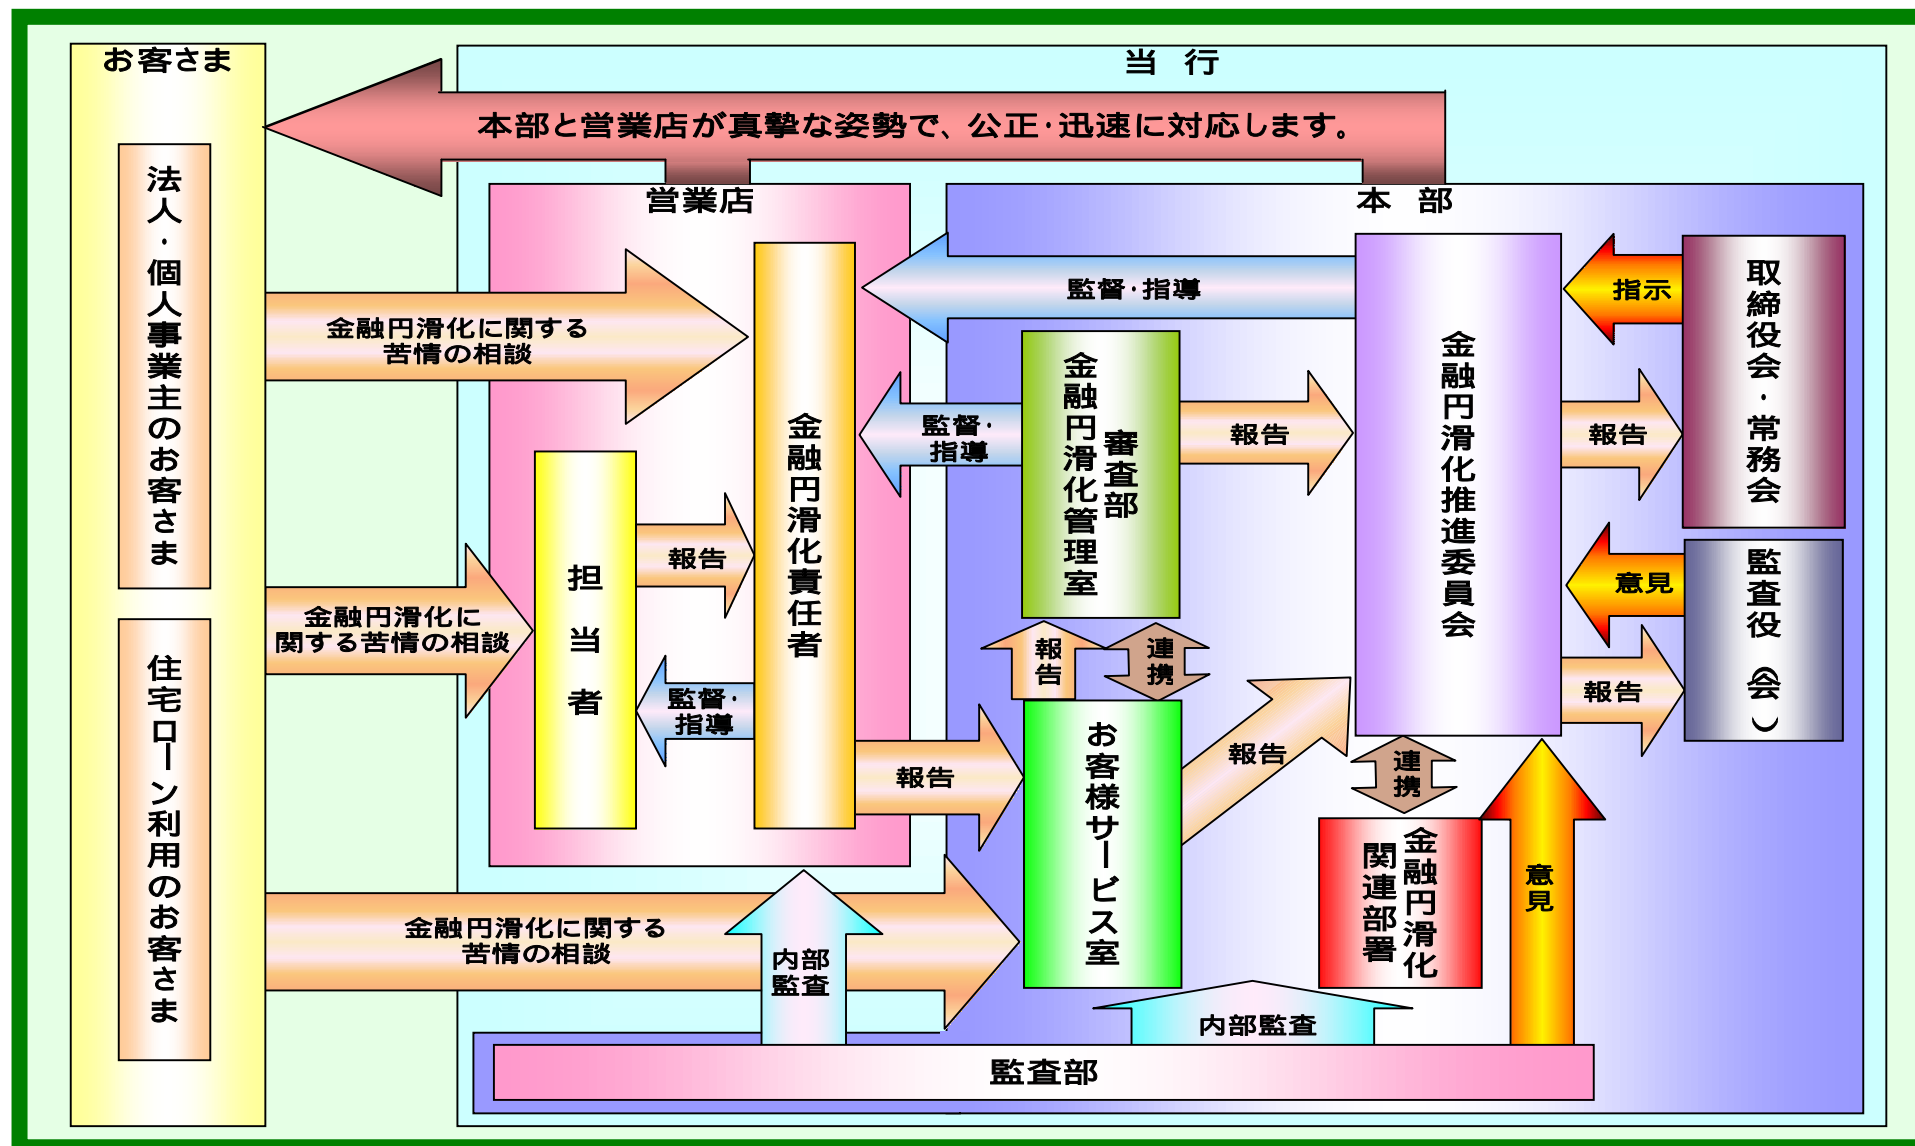 お客さま
法人・個人事業主のお客さま
住宅ローン利用のお客さま
当 行
本部と営業店が真摯な姿勢で、公正・迅速に対応します。
営業店
本 部
金融円滑化に関する
苦情の相談
金融円滑化に
関する苦情の相談
金融円滑化に関する
苦情の相談
担当者
報告
監督・
指導
金融円滑化責任者
監督・指導
監督・
指導
報告
審査部
金融円滑化管理室
報告
報告
連携
お客様サービス室
報告
金融円滑化推進委員会
指示
報告
取締役会・常務会
意見
報告
監査役(会)
連携
金融円滑化
関連部署
意見
内部
監査
内部監査
監査部